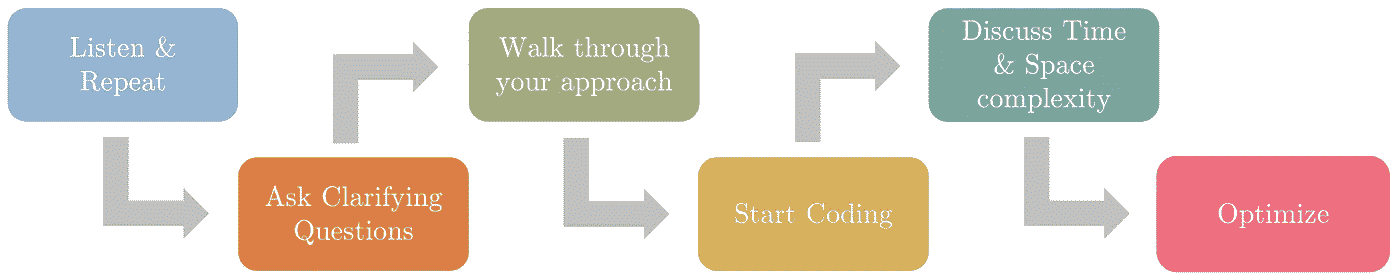 Listen &
Repeat
Ask Clarifying
Questions
Walk through
your approach
Start Coding
Discuss Time
& Space
complexity
Optimize